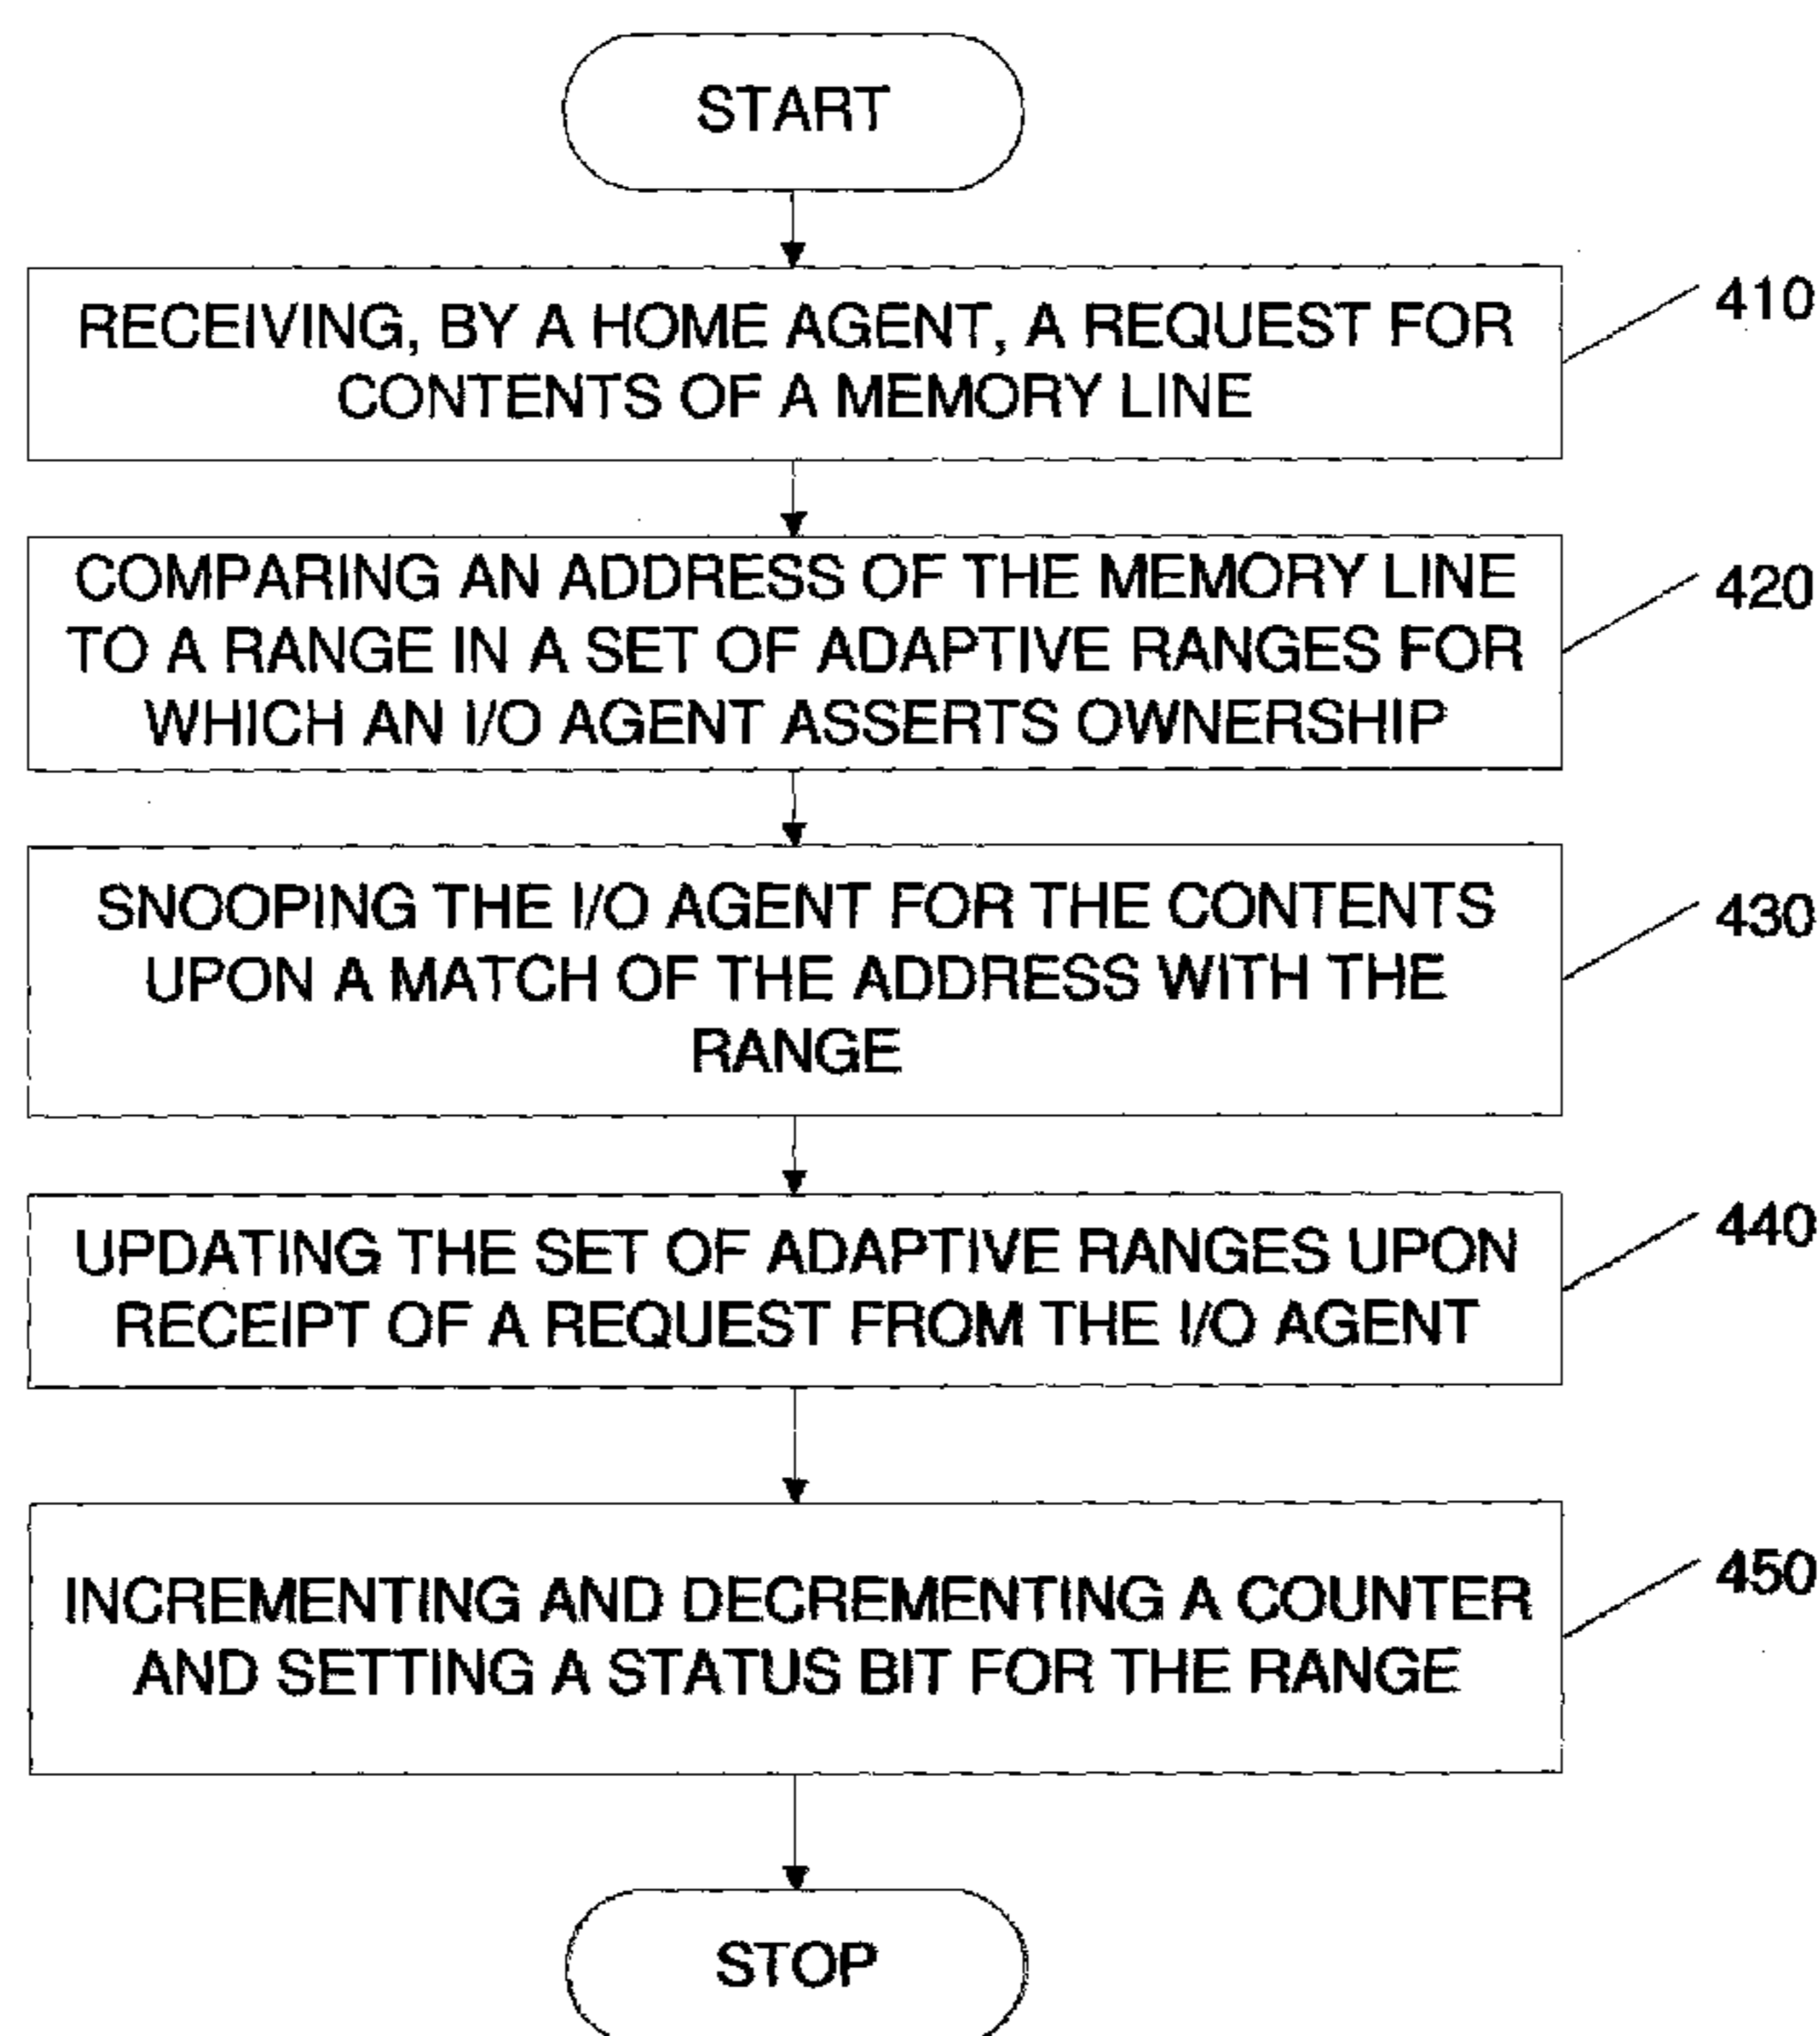 START
RECEIVING, BY A HOME AGENT, A REQUEST FOR
CONTENTS OF A MEMORY LINE
410
COMPARING AN ADDRESS OF THE MEMORY LINE
TO A RANGE IN A SET OF ADAPTIVE RANGES FOR
WHICH AN I/O AGENT ASSERTS OWNERSHIP
420
SNOOPING THE I/O AGENT FOR THE CONTENTS
UPON A MATCH OF THE ADDRESS WITH THE
RANGE
430
UPDATING THE SET OF ADAPTIVE RANGES UPON
RECEIPT OF A REQUEST FROM THE I/O AGENT
440
INCREMENTING AND DECREMENTING A COUNTER
AND SETTING A STATUS BIT FOR THE RANGE
450
STOP